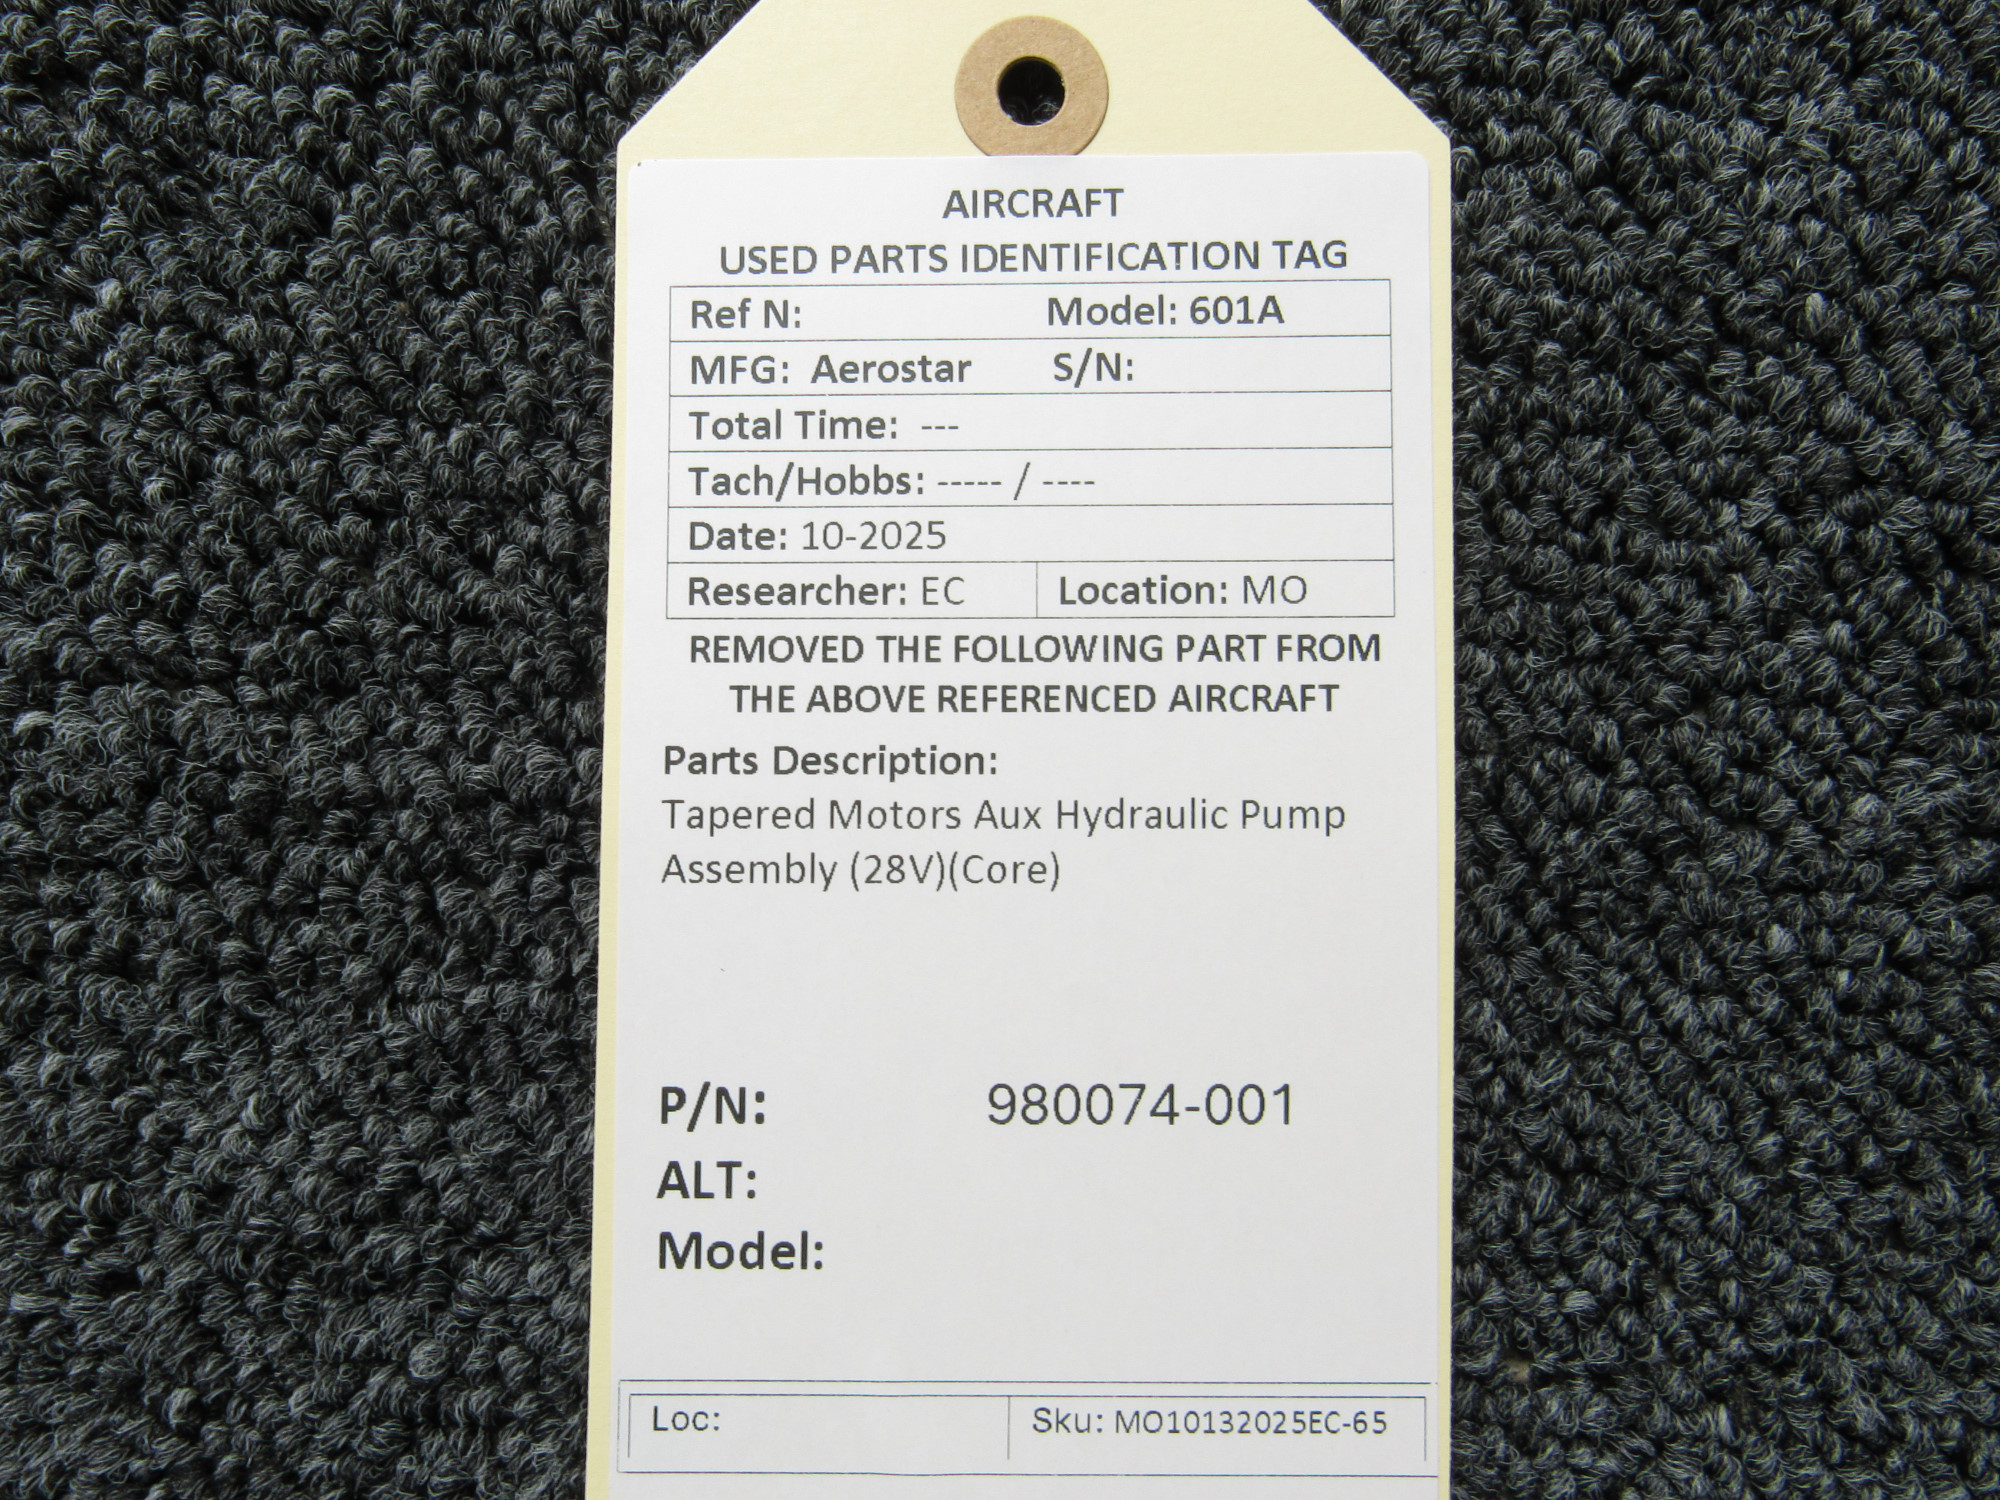 AIRCRAFT
USED PARTS IDENTIFICATION TAG
Ref N: Model: 601A
MFG: Aerostar S/N:
Total Time: ---
Tach/Hobbs: ----- / ----
Date: 10-2025
Researcher: EC Location: MO
REMOVED THE FOLLOWING PART FROM
THE ABOVE REFERENCED AIRCRAFT
Parts Description:
Tapered Motors Aux Hydraulic Pump
Assembly (28V)(Core)
P/N: 980074-001
ALT:
Model:
Loc: Sku: MO10132025EC-65